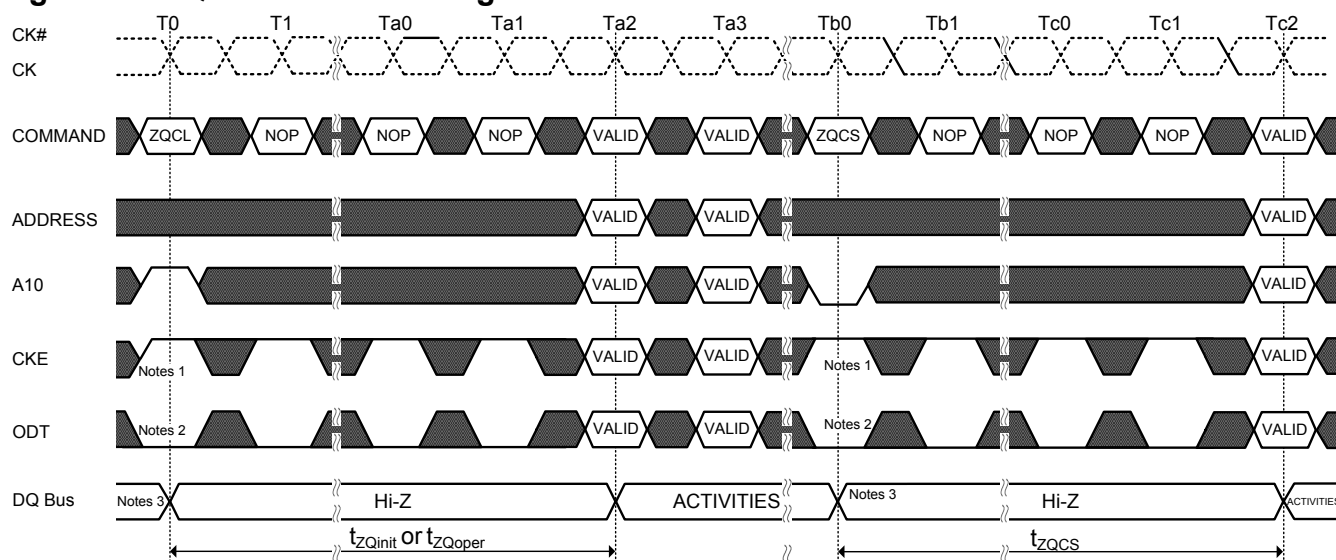 T0 T1 Ta0 Ta1 Ta2 Ta3 Tb0 Tb1 Tc0 Tc1 Tc2
CK#
CK
COMMAND ZQCL NOP NOP NOP VALID VALID ZQCS NOP NOP NOP VALID
ADDRESS VALID VALID VALID
A10 VALID VALID VALID
CKE Notes 1 VALID VALID Notes 1 VALID
ODT Notes 2 VALID VALID Notes 2 VALID
DQ Bus Notes 3 Hi-Z ACTIVITIES Notes 3 Hi-Z ACTIVITIES
tZQinit or tZQoper tZQCS